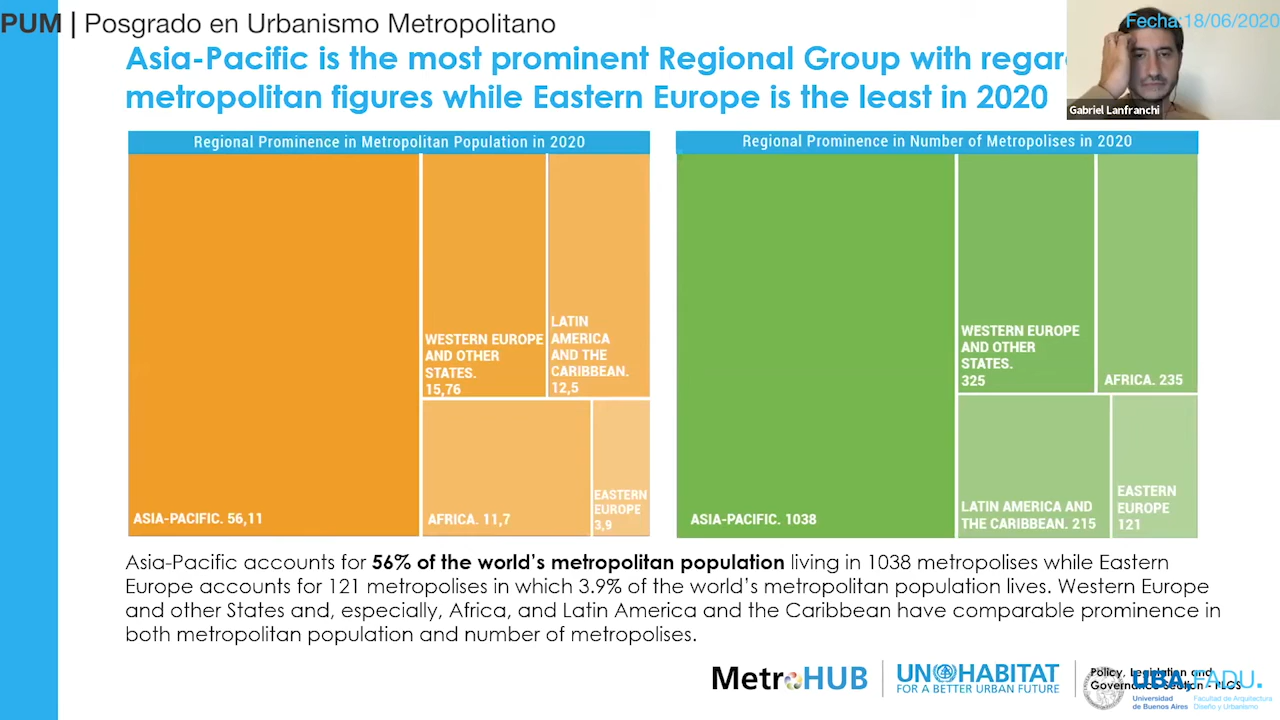 PUM | Posgrado en Urbanismo Metropolitano
Fecha:18/06/2020
Asia-Pacific is the most prominent Regional Group with regar
metropolitan figures while Eastern Europe is the least in 2020
Gabriel Lanfranchi
Regional Prominence in Metropolitan Population in 2020
WESTERN EUROPE
AND OTHER
STATES.
15,76
LATIN
AMERICA
AND THE
CARIBBEAN.
12,5
ASIA-PACIFIC. 56,11
AFRICA. 11,7
EASTERN
EUROPE
3,9
Regional Prominence in Number of Metropolises in 2020
WESTERN EUROPE
AND OTHER
STATES.
325
AFRICA. 235
ASIA-PACIFIC. 1038
LATIN AMERICA AND
THE CARIBBEAN. 215
EASTERN
EUROPE
121
Asia-Pacific accounts for 56% of the world's metropolitan population living in 1038 metropolises while Eastern
Europe accounts for 121 metropolises in which 3.9% of the world's metropolitan population lives. Western Europe
and other States and, especially, Africa, and Latin America and the Caribbean have comparable prominence in
both metropolitan population and number of metropolises.
MetroHUB
UN HABITAT
FOR A BETTER URBAN FUTURE
Policy, Legislation and
Governance Section - PLGS
UBA FADU.
Universidad
de Buenos Aires
Facultad de Arquitectura
Diseño y Urbanismo